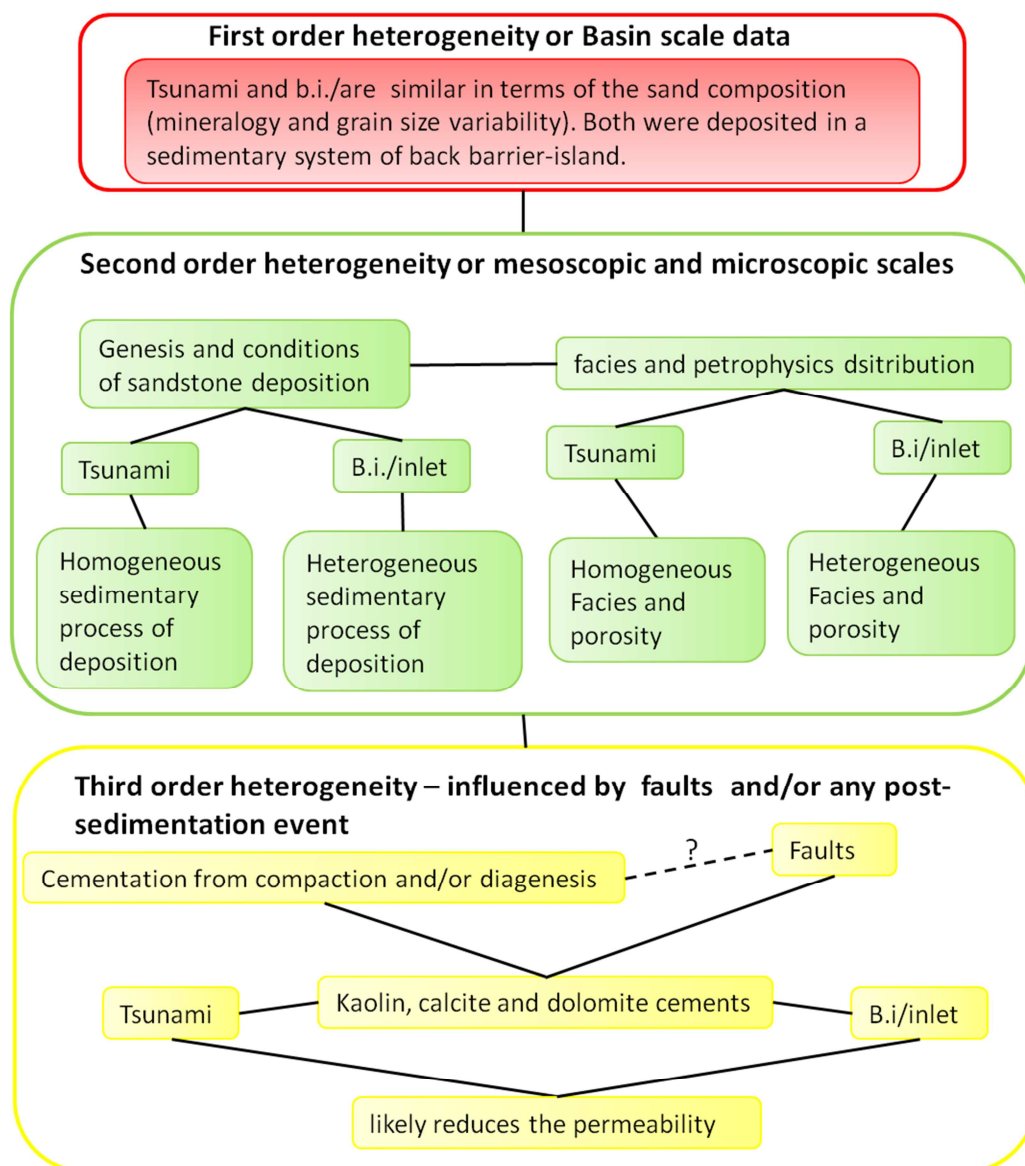 First order heterogeneity or Basin scale data
Tsunami and b.i./are similar in terms of the sand composition
(mineralogy and grain size variability). Both were deposited in a
sedimentary system of back barrier-island.
Second order heterogeneity or mesoscopic and microscopic scales
Genesis and conditions
of sandstone deposition
facies and petrophysics dsitribution
Tsunami
B.i./inlet
Tsunami
B.i/inlet
Homogeneous
sedimentary
process of
deposition
Heterogeneous
sedimentary
process of
deposition
Homogeneous
Facies and
porosity
Heterogeneous
Facies and
porosity
Third order heterogeneity – influenced by faults and/or any post-
sedimentation event
?
Faults
Cementation from compaction and/or diagenesis
Tsunami
Kaolin, calcite and dolomite cements
B.i/inlet
likely reduces the permeability